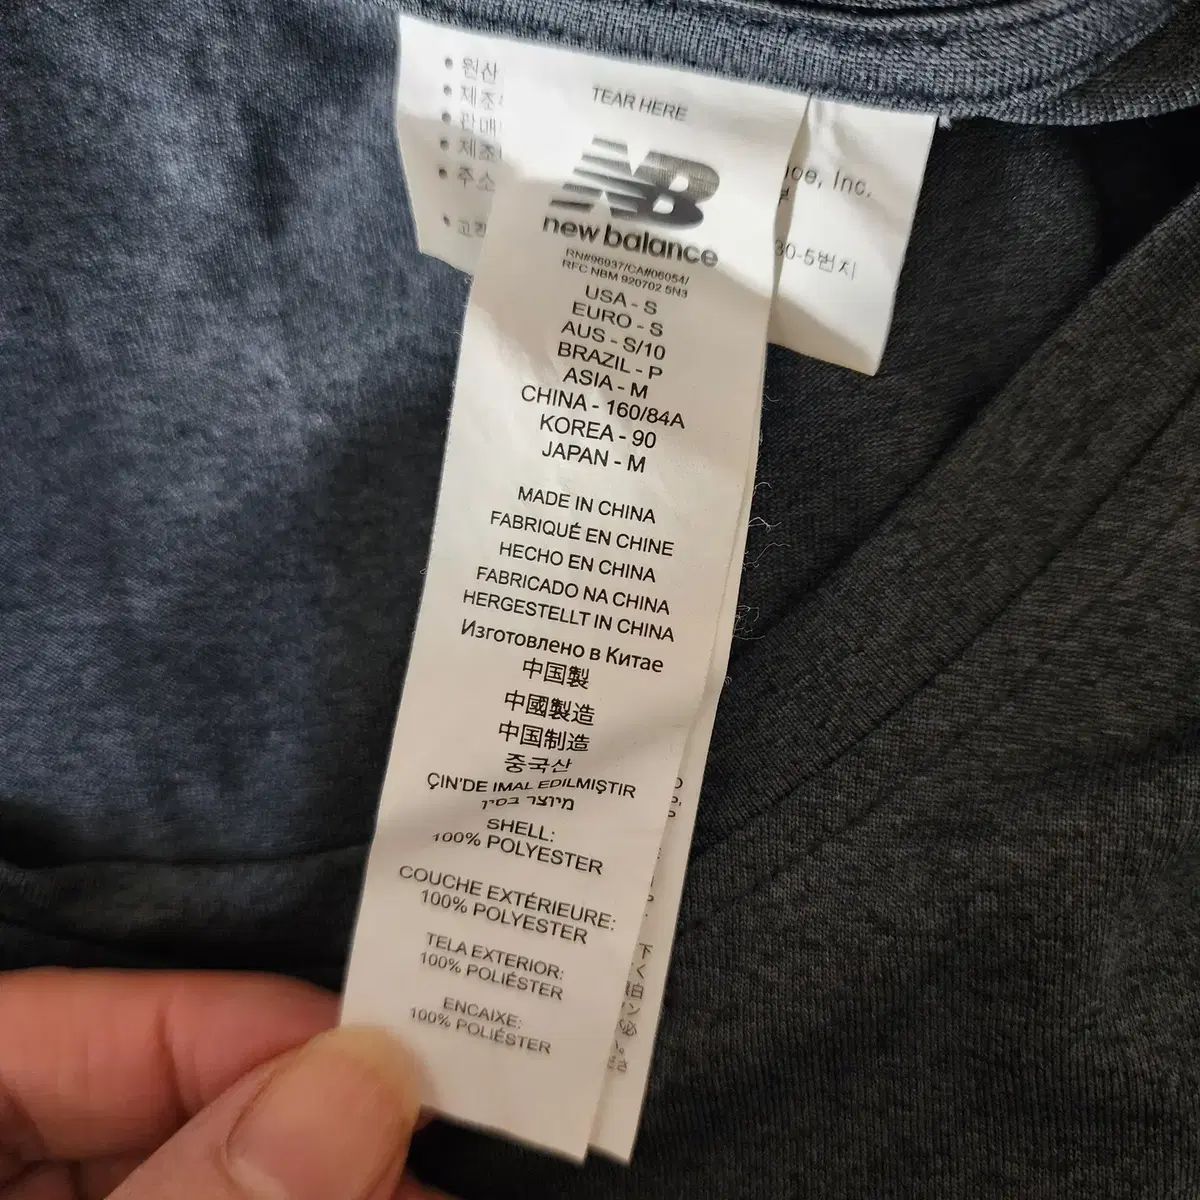 • 원산
• 제조
• 판매
• 제조
• 주소
• 고객
TEAR HERE
NB
new balance
RN#96937/CA#06054/
RFC NBM 920702 5N3
USA - S
EURO - S
AUS - S/10
BRAZIL - P
ASIA - M
CHINA - 160/84A
KOREA - 90
JAPAN - M
MADE IN CHINA
FABRIQUÉ EN CHINE
HECHO EN CHINA
FABRICADO NA CHINA
HERGESTELLT IN CHINA
Изготовлено в Китае
中国製
中國製造
中国制造
중국산
ÇIN'DE IMAL EDILMIŞTIR
מיוצר בסין
SHELL:
100% POLYESTER
COUCHE EXTÉRIEURE:
100% POLYESTER
TELA EXTERIOR:
100% POLIÉSTER
ENCAIXE:
100% POLIÉSTER
Inc.
30-5번지